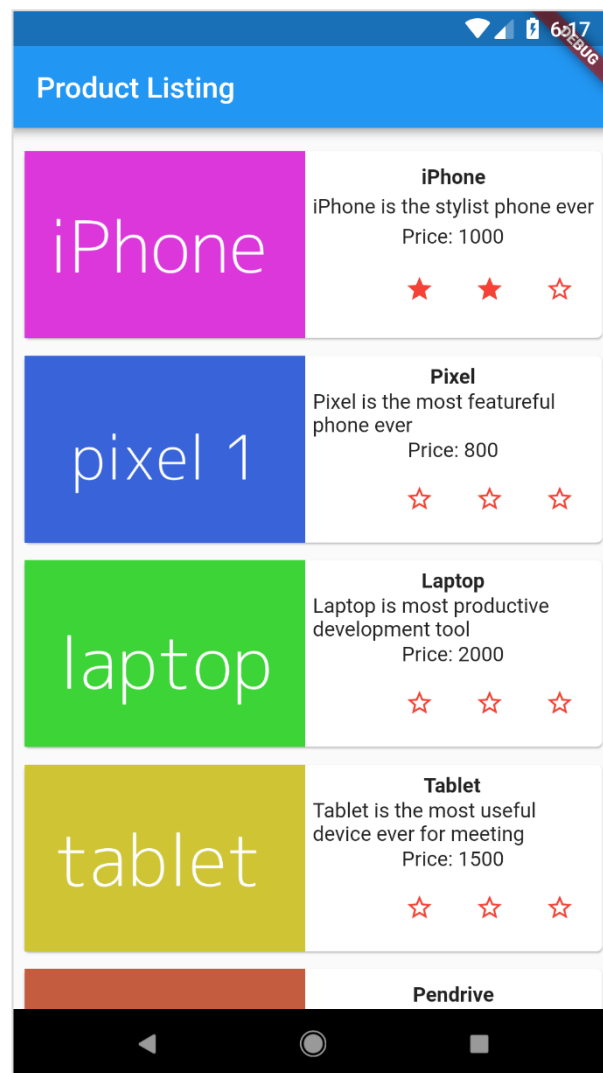 6:17
DEBUG
Product Listing
iPhone
iPhone
iPhone is the stylist phone ever
Price: 1000
pixel 1
Pixel
Pixel is the most featureful
phone ever
Price: 800
laptop
Laptop
Laptop is most productive
development tool
Price: 2000
tablet
Tablet
Tablet is the most useful
device ever for meeting
Price: 1500
Pendrive